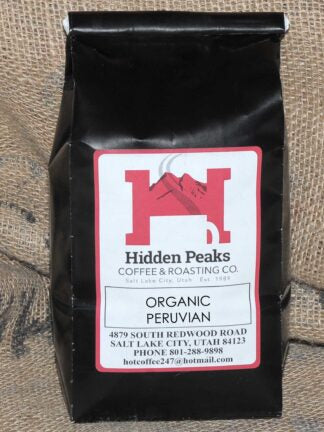 Hidden Peaks
COFFEE & ROASTING CO.
Salt Lake City, Utah Est. 1989
ORGANIC
PERUVIAN
4879 SOUTH REDWOOD ROAD
SALT LAKE CITY, UTAH 84123
PHONE 801-288-9898
hotcoffee247@hotmail.com